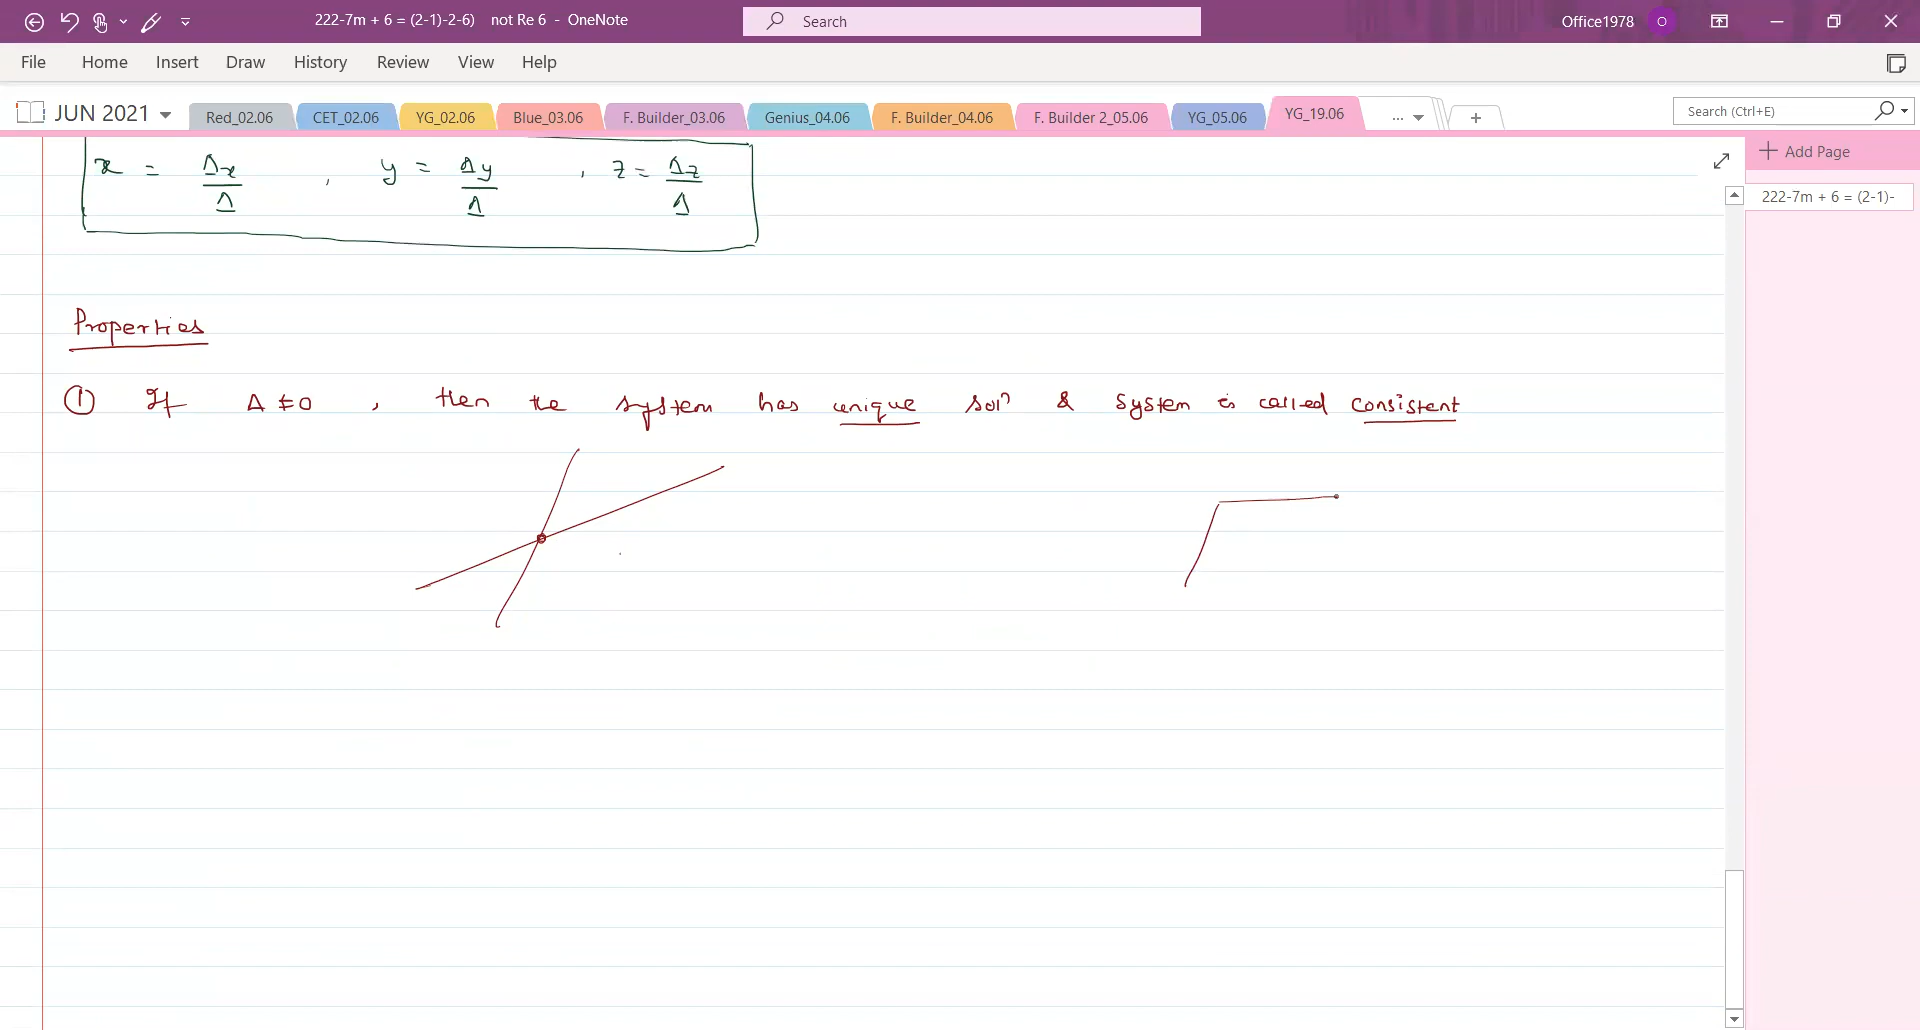 222-7m + 6 = (2-1)-2-6) not Re 6 - OneNote
Search
Office1978
O
File Home Insert Draw History Review View Help
JUN 2021
Red_02.06 CET_02.06 YG_02.06 Blue_03.06 F. Builder_03.06 Genius_04.06 F. Builder_04.06 F. Builder 2_05.06 YG_05.06 YG_19.06 ... +
Search (Ctrl+E)
Add Page
222-7m + 6 = (2-1)-
x = Δx/Δ , y = Δy/Δ , z = Δz/Δ
Properties
① If Δ ≠ 0 , then the system has unique solⁿ & system is called consistent